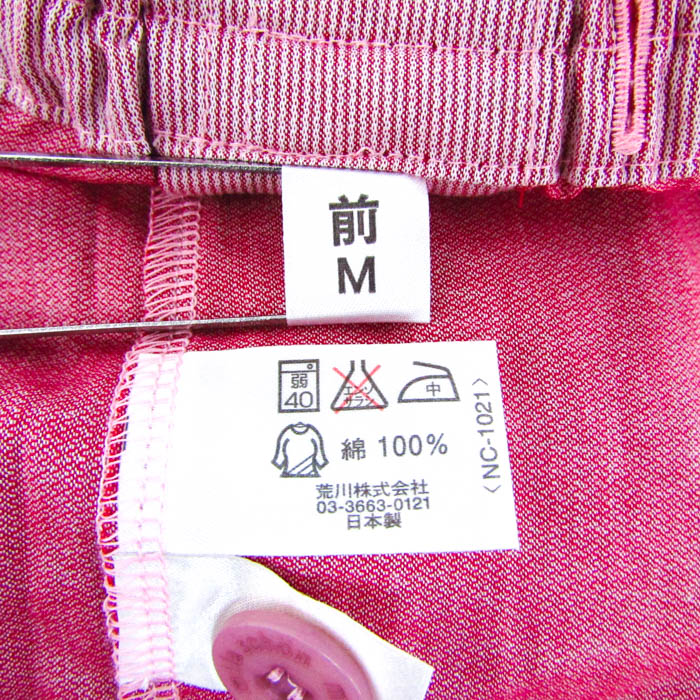 前
M
弱
40
エンソ
サラシ
中
綿 100%
荒川株式会社
03-3663-0121
日本製
〈NC-1021〉